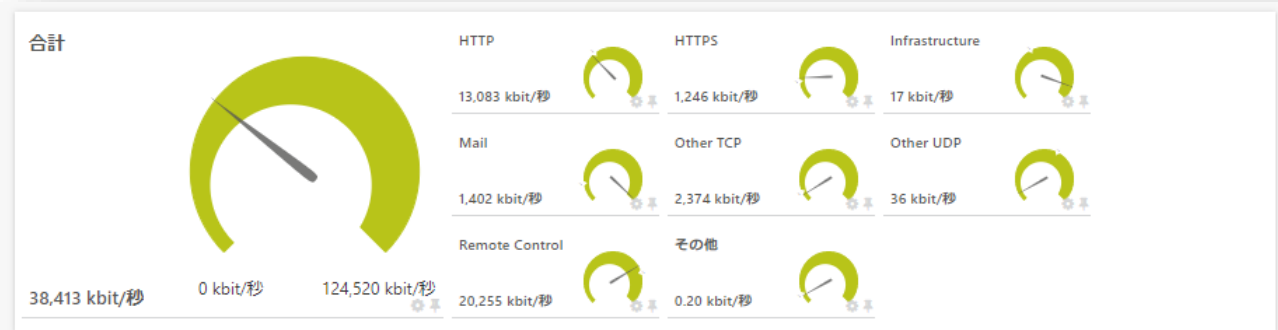 合計
38,413 kbit/秒
0 kbit/秒
124,520 kbit/秒
HTTP
13,083 kbit/秒
HTTPS
1,246 kbit/秒
Infrastructure
17 kbit/秒
Mail
1,402 kbit/秒
Other TCP
2,374 kbit/秒
Other UDP
36 kbit/秒
Remote Control
20,255 kbit/秒
その他
0.20 kbit/秒